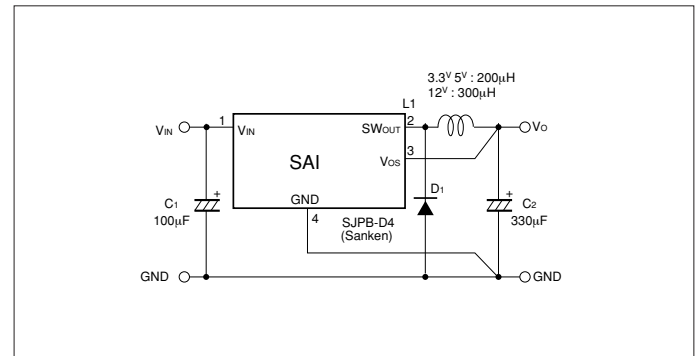 3.3V 5V : 200μH
12V : 300μH
L1
1
VIN
VIN
SWOUT
2
VO
VOS
3
SAI
D1
C1
100μF
GND
4
SJPB-D4
(Sanken)
+
C2
330μF
+
GND
GND